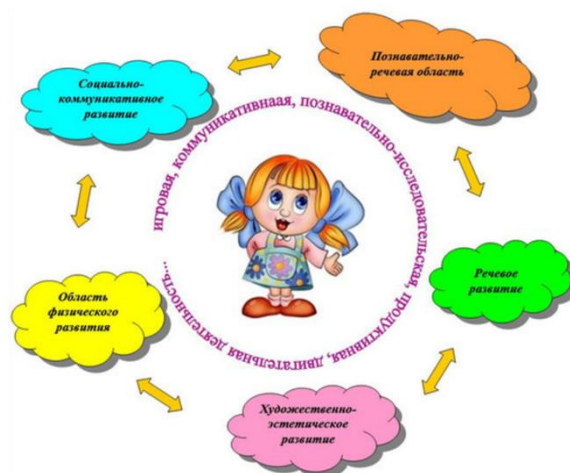 Социально-
коммуникативное
развитие
Познавательно-
речевая область
игровая, коммуникативнаая, познавательно-исследовательская, продуктивная, двигательная деятельность...
Область
физического
развития
Речевое
развитие
Художественно-
эстетическое
развитие